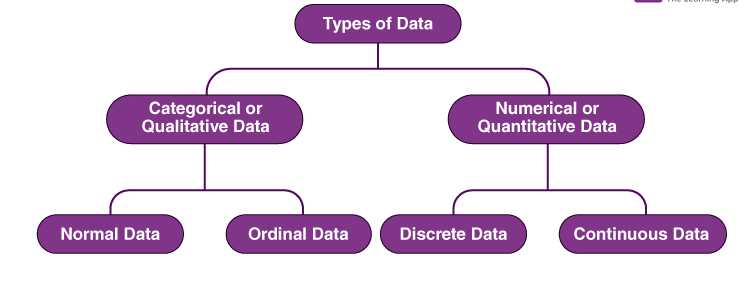 The Learning App
Types of Data
Categorical or
Qualitative Data
Numerical or
Quantitative Data
Normal Data
Ordinal Data
Discrete Data
Continuous Data